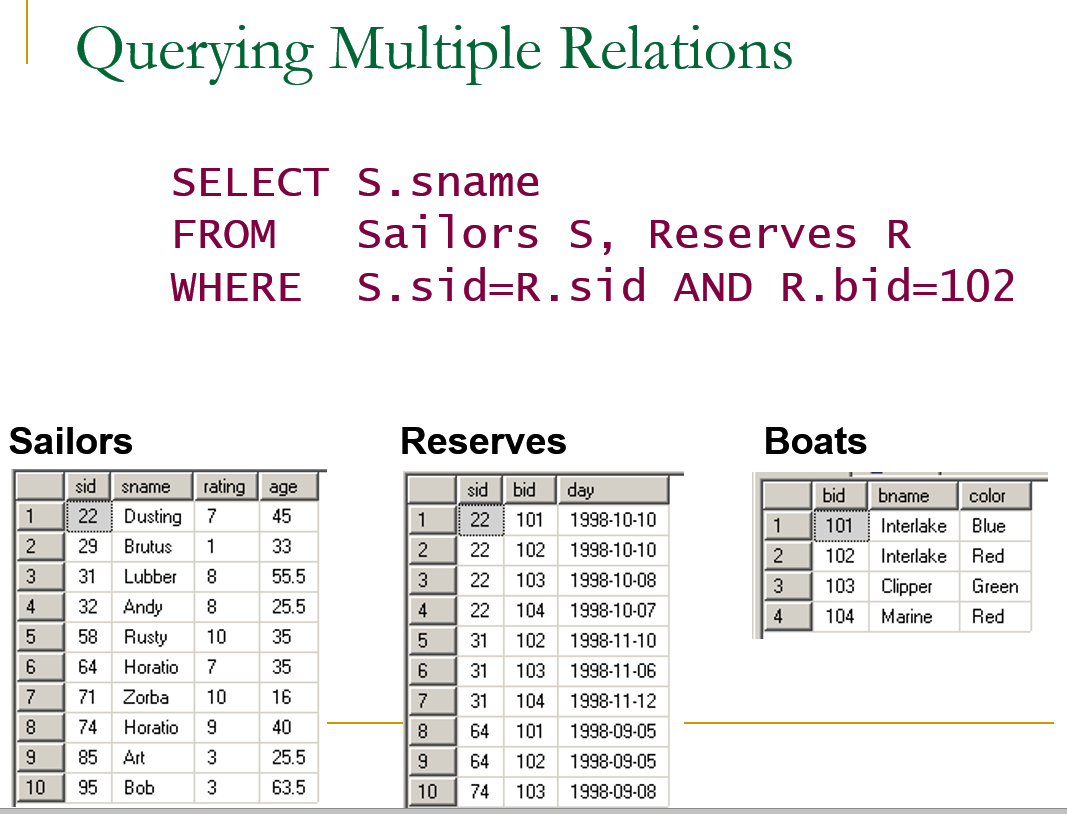 Querying Multiple Relations
SELECT S.sname
FROM Sailors S, Reserves R
WHERE S.sid=R.sid AND R.bid=102
Sailors
sid sname rating age
1 22 Dusting 7 45
2 29 Brutus 1 33
3 31 Lubber 8 55.5
4 32 Andy 8 25.5
5 58 Rusty 10 35
6 64 Horatio 7 35
7 71 Zorba 10 16
8 74 Horatio 9 40
9 85 Art 3 25.5
10 95 Bob 3 63.5
Reserves
sid bid day
1 22 101 1998-10-10
2 22 102 1998-10-10
3 22 103 1998-10-08
4 22 104 1998-10-07
5 31 102 1998-11-10
6 31 103 1998-11-06
7 31 104 1998-11-12
8 64 101 1998-09-05
9 64 102 1998-09-05
10 74 103 1998-09-08
Boats
bid bname color
1 101 Interlake Blue
2 102 Interlake Red
3 103 Clipper Green
4 104 Marine Red